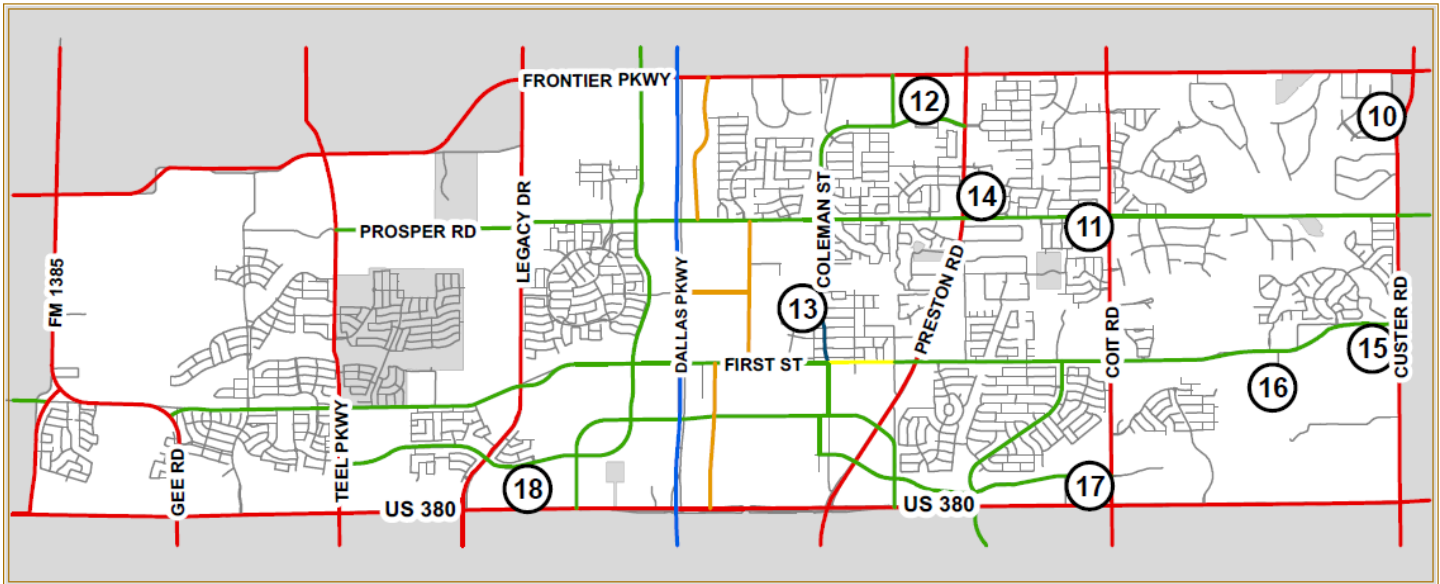 FRONTIER PKWY
12
10
LEGACY DR
COLEMAN ST
14
11
PROSPER RD
FM 1385
DALLAS PKWY
13
PRESTON RD
COIT RD
CUSTER RD
15
FIRST ST
16
TEEL PKWY
GEE RD
18
17
US 380
US 380